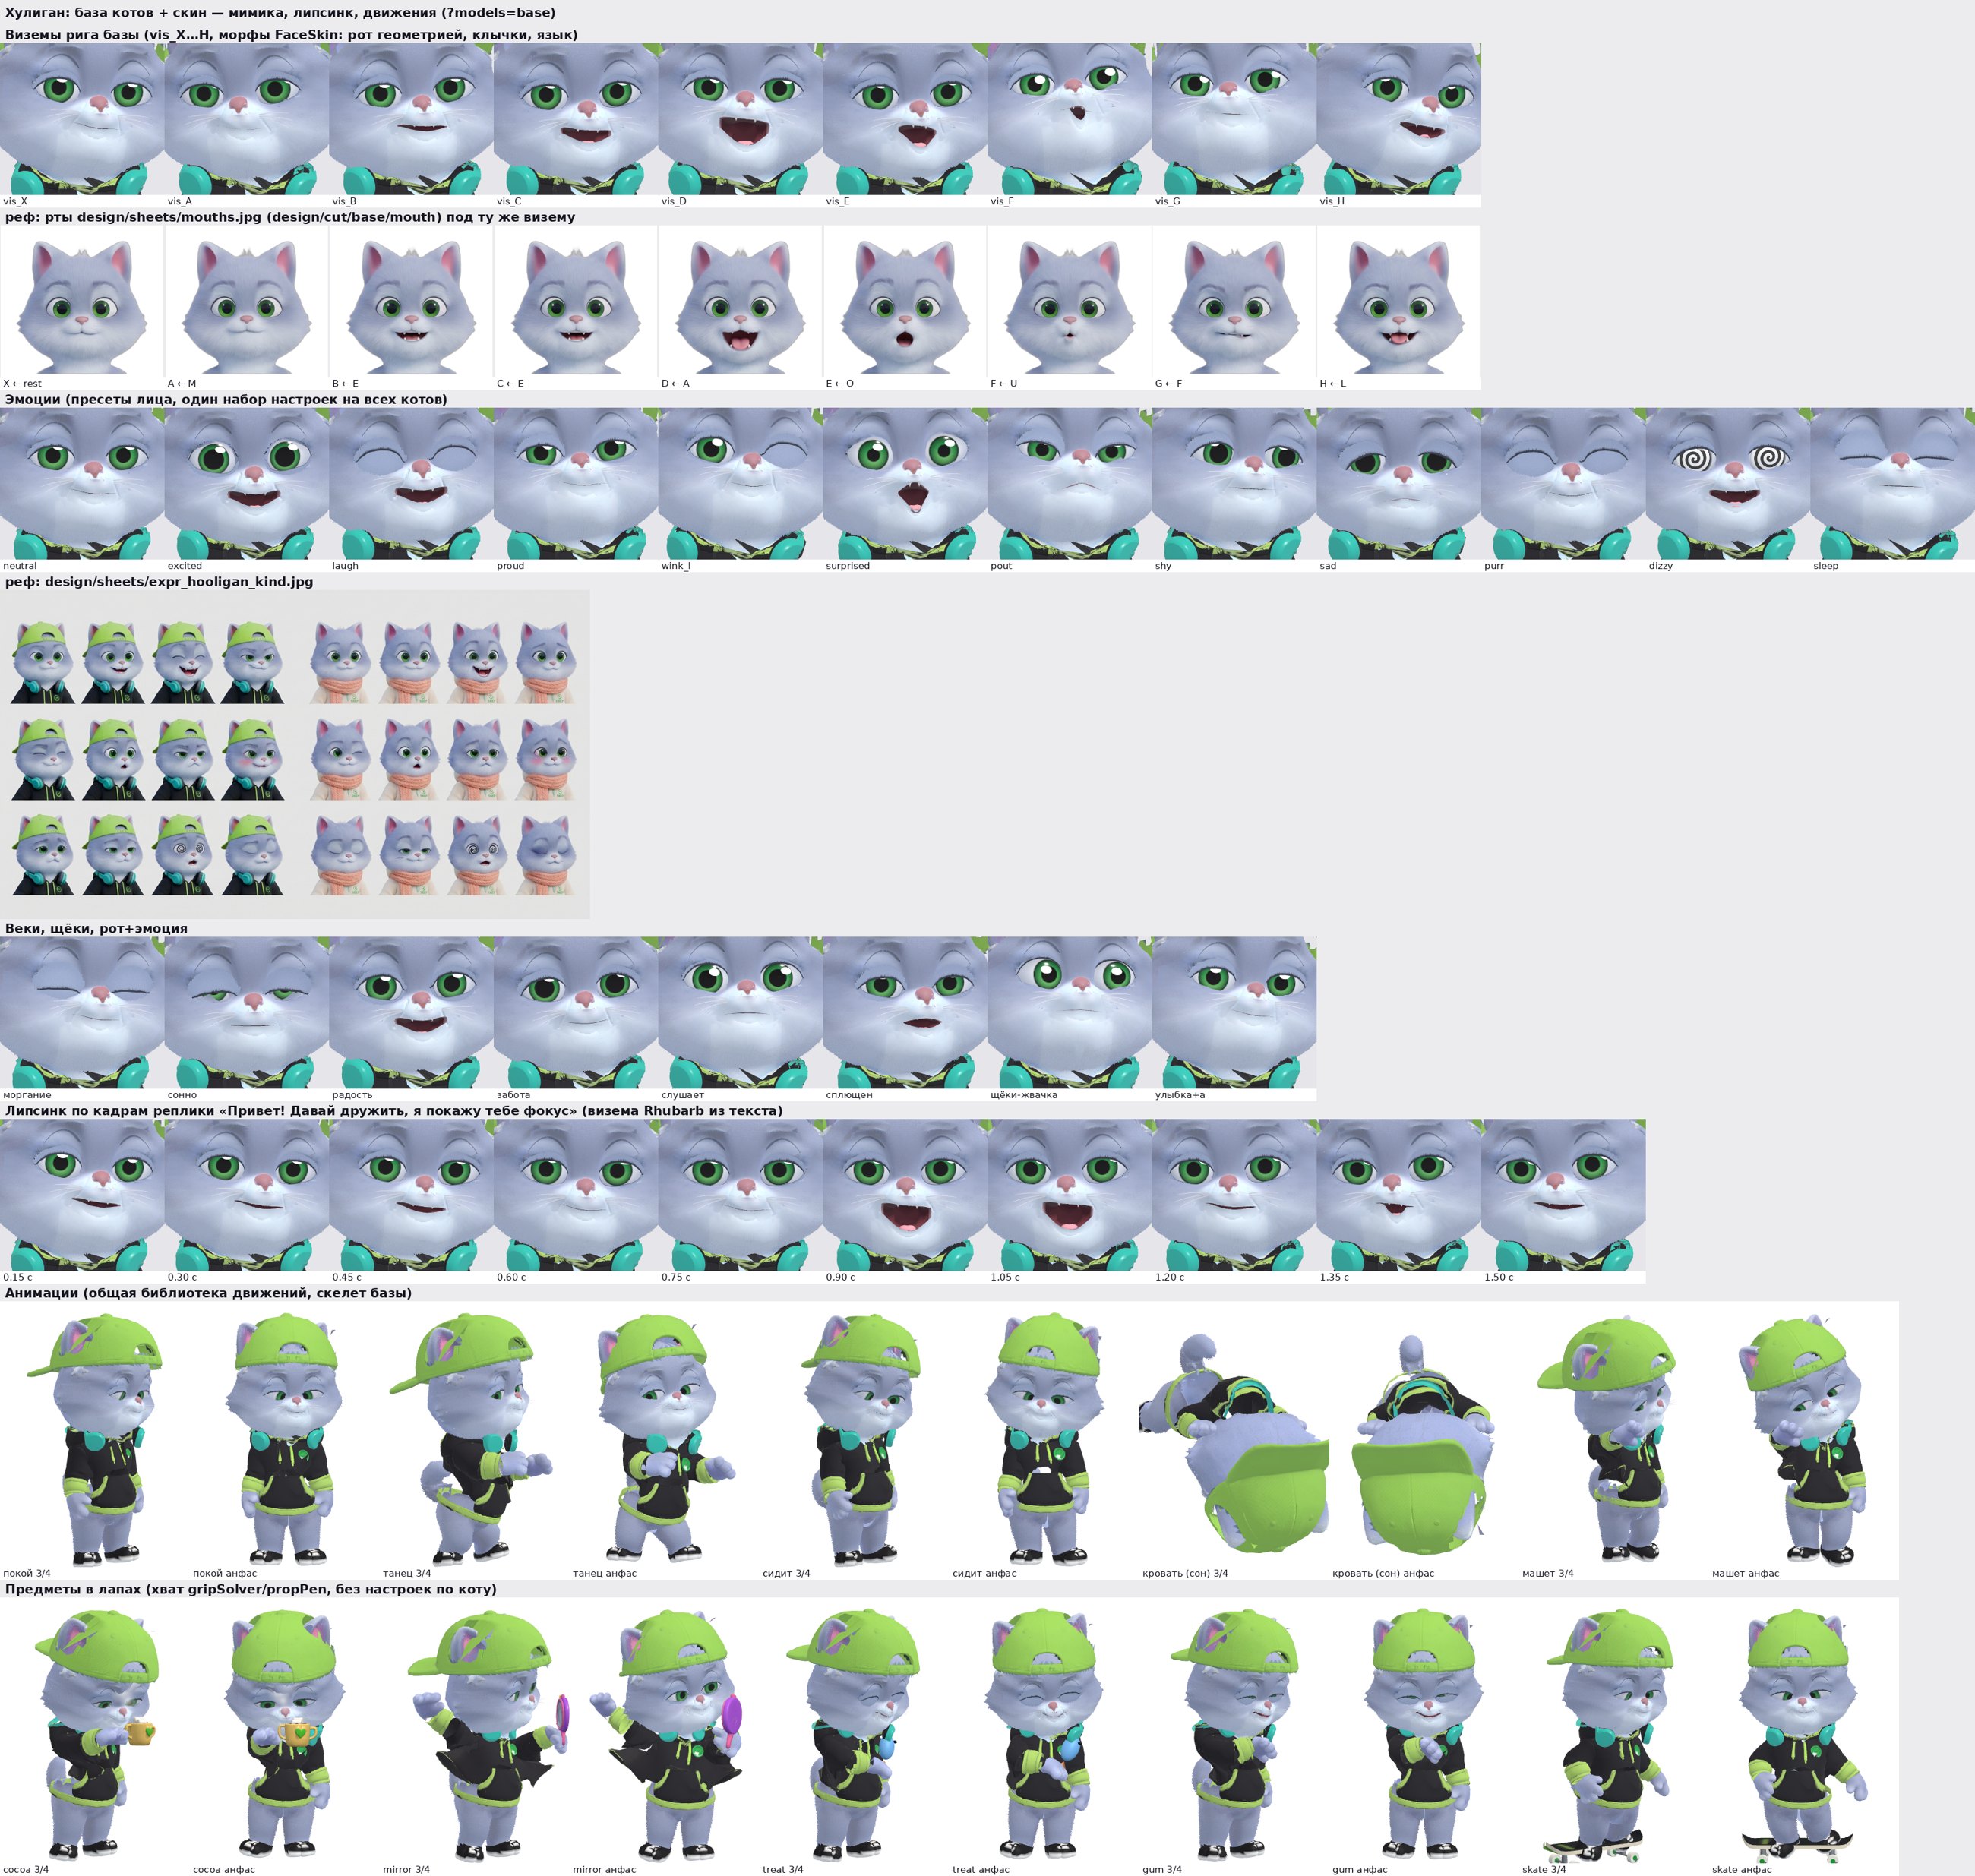 Хулиган: база котов + скин — мимика, липсинк, движения (?models=base)
Виземы рига базы (vis_X...H, морфы FaceSkin: рот геометрией, клычки, язык)
vis_X vis_A vis_B vis_C vis_D vis_E vis_F vis_G vis_H
реф: рты design/sheets/mouths.jpg (design/cut/base/mouth) под ту же визему
X ← rest A ← M B ← E C ← E D ← A E ← O F ← U G ← F H ← L
Эмоции (пресеты лица, один набор настроек на всех котов)
neutral excited laugh proud wink_l surprised pout shy sad purr dizzy sleep
реф: design/sheets/expr_hooligan_kind.jpg
Веки, щёки, рот+эмоция
моргание сонно радость забота слушает сплющен щёки-жвачка улыбка+а
Липсинк по кадрам реплики «Привет! Давай дружить, я покажу тебе фокус» (визема Rhubarb из текста)
0.15 с 0.30 с 0.45 с 0.60 с 0.75 с 0.90 с 1.05 с 1.20 с 1.35 с 1.50 с
Анимации (общая библиотека движений, скелет базы)
покой 3/4 покой анфас танец 3/4 танец анфас сидит 3/4 сидит анфас кровать (сон) 3/4 кровать (сон) анфас машет 3/4 машет анфас
Предметы в лапах (хват gripSolver/propPen, без настроек по коту)
cocoa 3/4 cocoa анфас mirror 3/4 mirror анфас treat 3/4 treat анфас gum 3/4 gum анфас skate 3/4 skate анфас